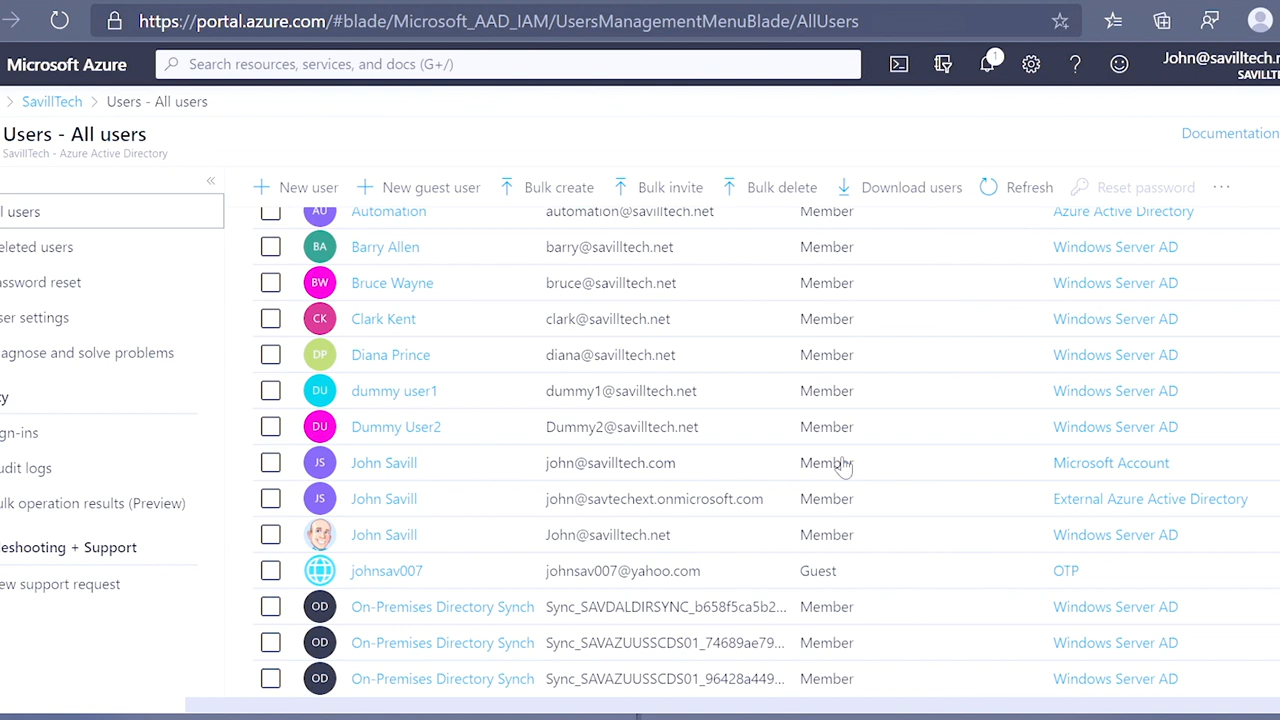 https://portal.azure.com/#blade/Microsoft_AAD_IAM/UsersManagementMenuBlade/AllUsers
Microsoft Azure
Search resources, services, and docs (G+/)
1
John@savilltech.n
SAVILLT
> SavillTech > Users - All users
Users - All users
SavillTech - Azure Active Directory
Documentation
«
+ New user + New guest user Bulk create Bulk invite Bulk delete Download users Refresh Reset password ...
ll users
eleted users
assword reset
ser settings
agnose and solve problems
ty
gn-ins
udit logs
ulk operation results (Preview)
eshooting + Support
ew support request
AU Automation automation@savilltech.net Member Azure Active Directory
BA Barry Allen barry@savilltech.net Member Windows Server AD
BW Bruce Wayne bruce@savilltech.net Member Windows Server AD
CK Clark Kent clark@savilltech.net Member Windows Server AD
DP Diana Prince diana@savilltech.net Member Windows Server AD
DU dummy user1 dummy1@savilltech.net Member Windows Server AD
DU Dummy User2 Dummy2@savilltech.net Member Windows Server AD
JS John Savill john@savilltech.com Member Microsoft Account
JS John Savill john@savtechext.onmicrosoft.com Member External Azure Active Directory
John Savill John@savilltech.net Member Windows Server AD
johnsav007 johnsav007@yahoo.com Guest OTP
OD On-Premises Directory Synch Sync_SAVDALDIRSYNC_b658f5ca5b2... Member Windows Server AD
OD On-Premises Directory Synch Sync_SAVAZUUSSCDS01_74689ae79... Member Windows Server AD
OD On-Premises Directory Synch Sync_SAVAZUUSSCDS01_96428a449... Member Windows Server AD